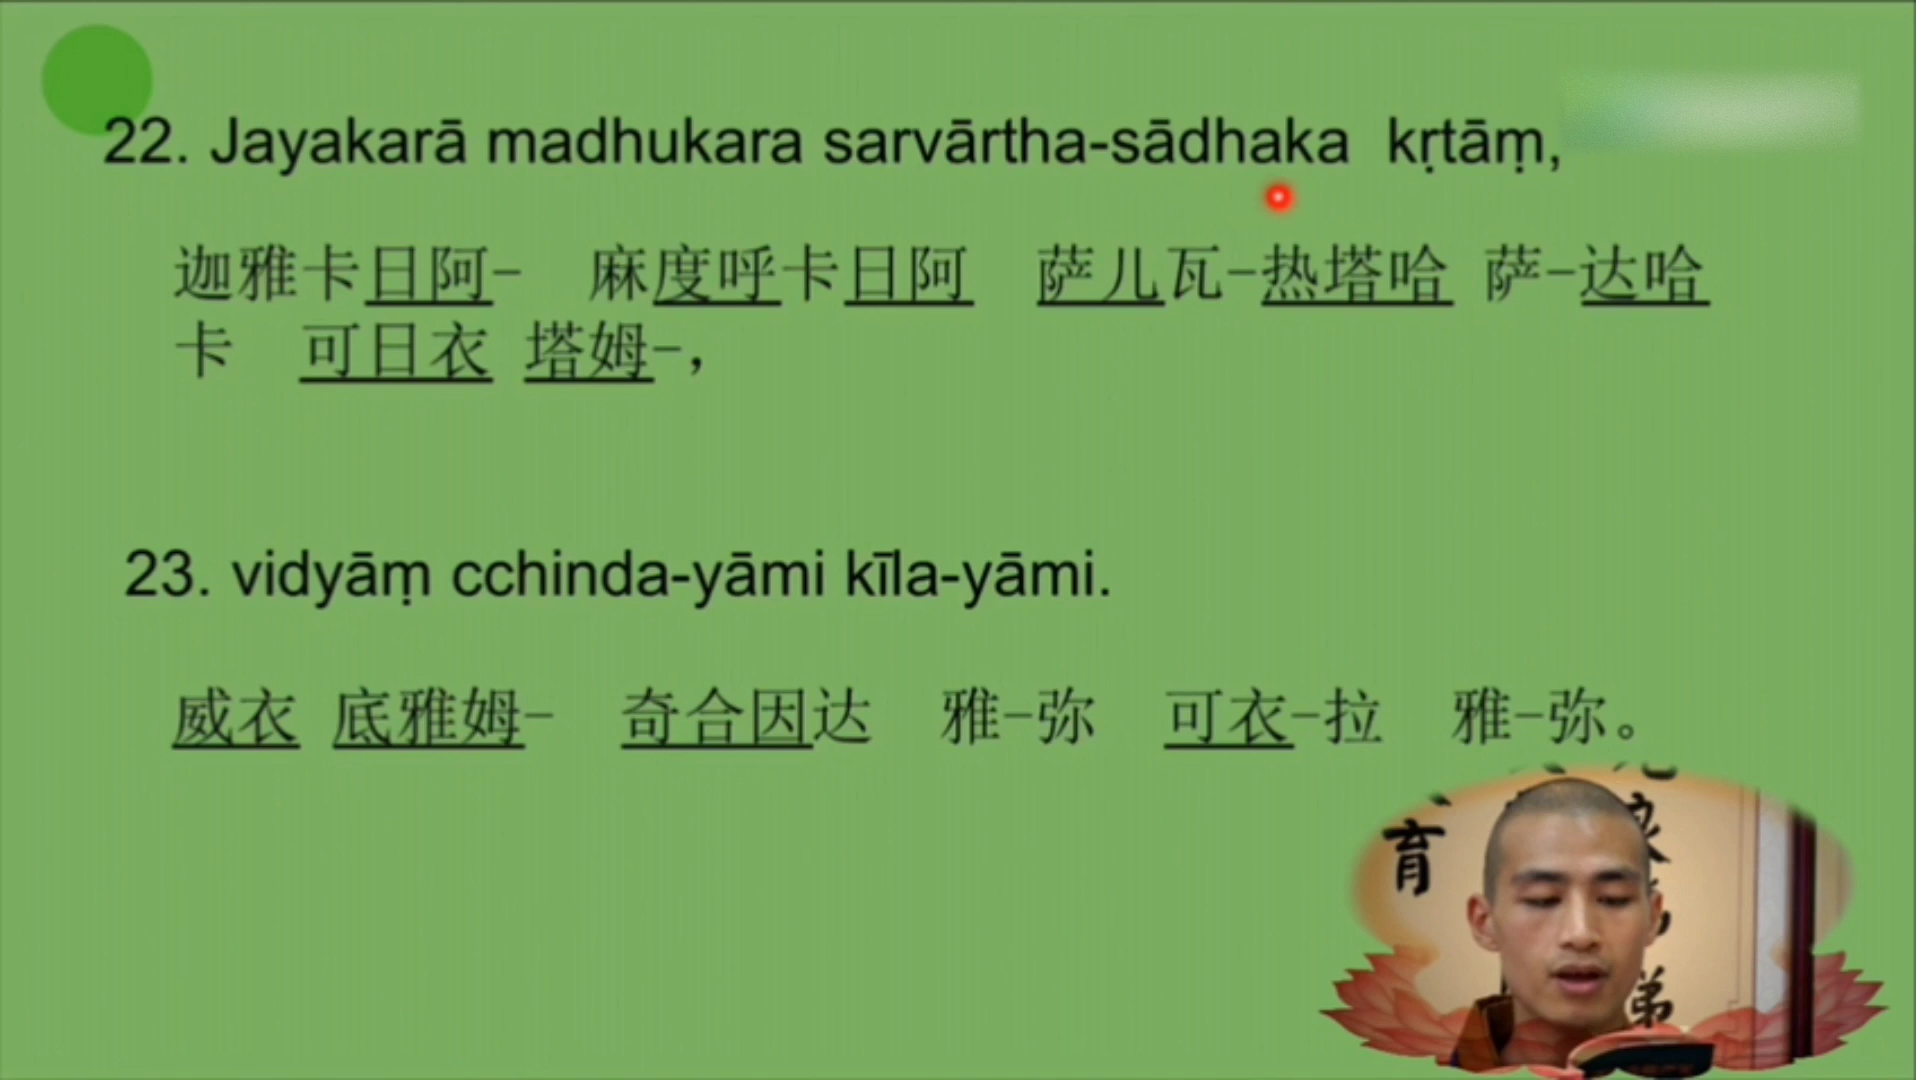 22. Jayakarā madhukara sarvārtha-sādhaka kṛtāṃ,
迦雅卡日阿- 麻度呼卡日阿 萨儿瓦-热塔哈 萨-达哈
卡 可日衣 塔姆-，
23. vidyāṃ cchinda-yāmi kīla-yāmi.
威衣 底雅姆- 奇合因达 雅-弥 可衣-拉 雅-弥。
育
弟